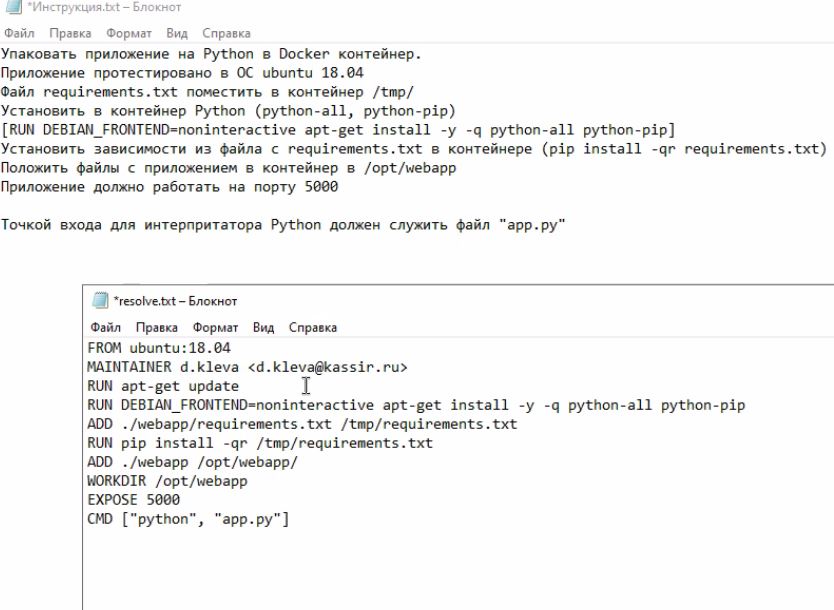 *Инструкция.txt – Блокнот
Файл Правка Формат Вид Справка
Упаковать приложение на Python в Docker контейнер.
Приложение протестировано в ОС ubuntu 18.04
Файл requirements.txt поместить в контейнер /tmp/
Установить в контейнер Python (python-all, python-pip)
[RUN DEBIAN_FRONTEND=noninteractive apt-get install -y -q python-all python-pip]
Установить зависимости из файла с requirements.txt в контейнере (pip install -qr requirements.txt)
Положить файлы с приложением в контейнер в /opt/webapp
Приложение должно работать на порту 5000
Точкой входа для интерпритатора Python должен служить файл "app.py"
*resolve.txt – Блокнот
Файл Правка Формат Вид Справка
FROM ubuntu:18.04
MAINTAINER d.kleva <d.kleva@kassir.ru>
RUN apt-get update
RUN DEBIAN_FRONTEND=noninteractive apt-get install -y -q python-all python-pip
ADD ./webapp/requirements.txt /tmp/requirements.txt
RUN pip install -qr /tmp/requirements.txt
ADD ./webapp /opt/webapp/
WORKDIR /opt/webapp
EXPOSE 5000
CMD ["python", "app.py"]